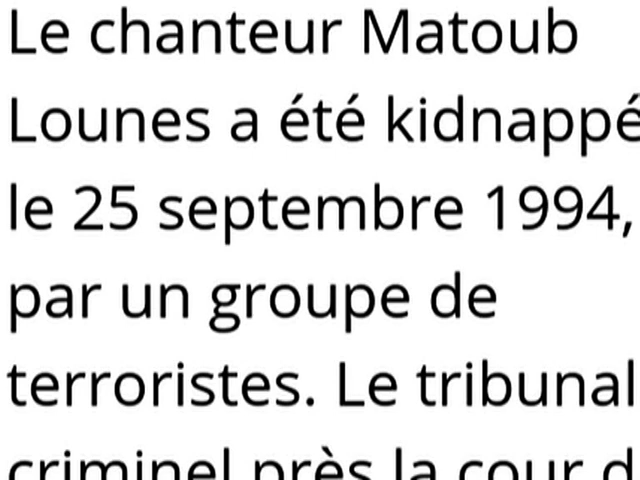 Le chanteur Matoub
Lounes a été kidnappé
le 25 septembre 1994,
par un groupe de
terroristes. Le tribunal
criminel près la cour d